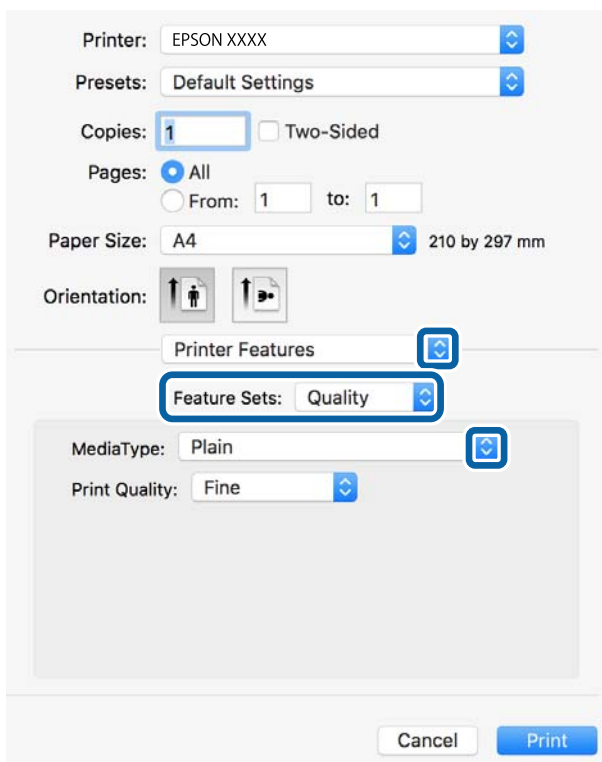 Printer: EPSON XXXX
Presets: Default Settings
Copies: 1 Two-Sided
Pages: All
From: 1 to: 1
Paper Size: A4 210 by 297 mm
Orientation:
Printer Features
Feature Sets: Quality
MediaType: Plain
Print Quality: Fine
Cancel Print